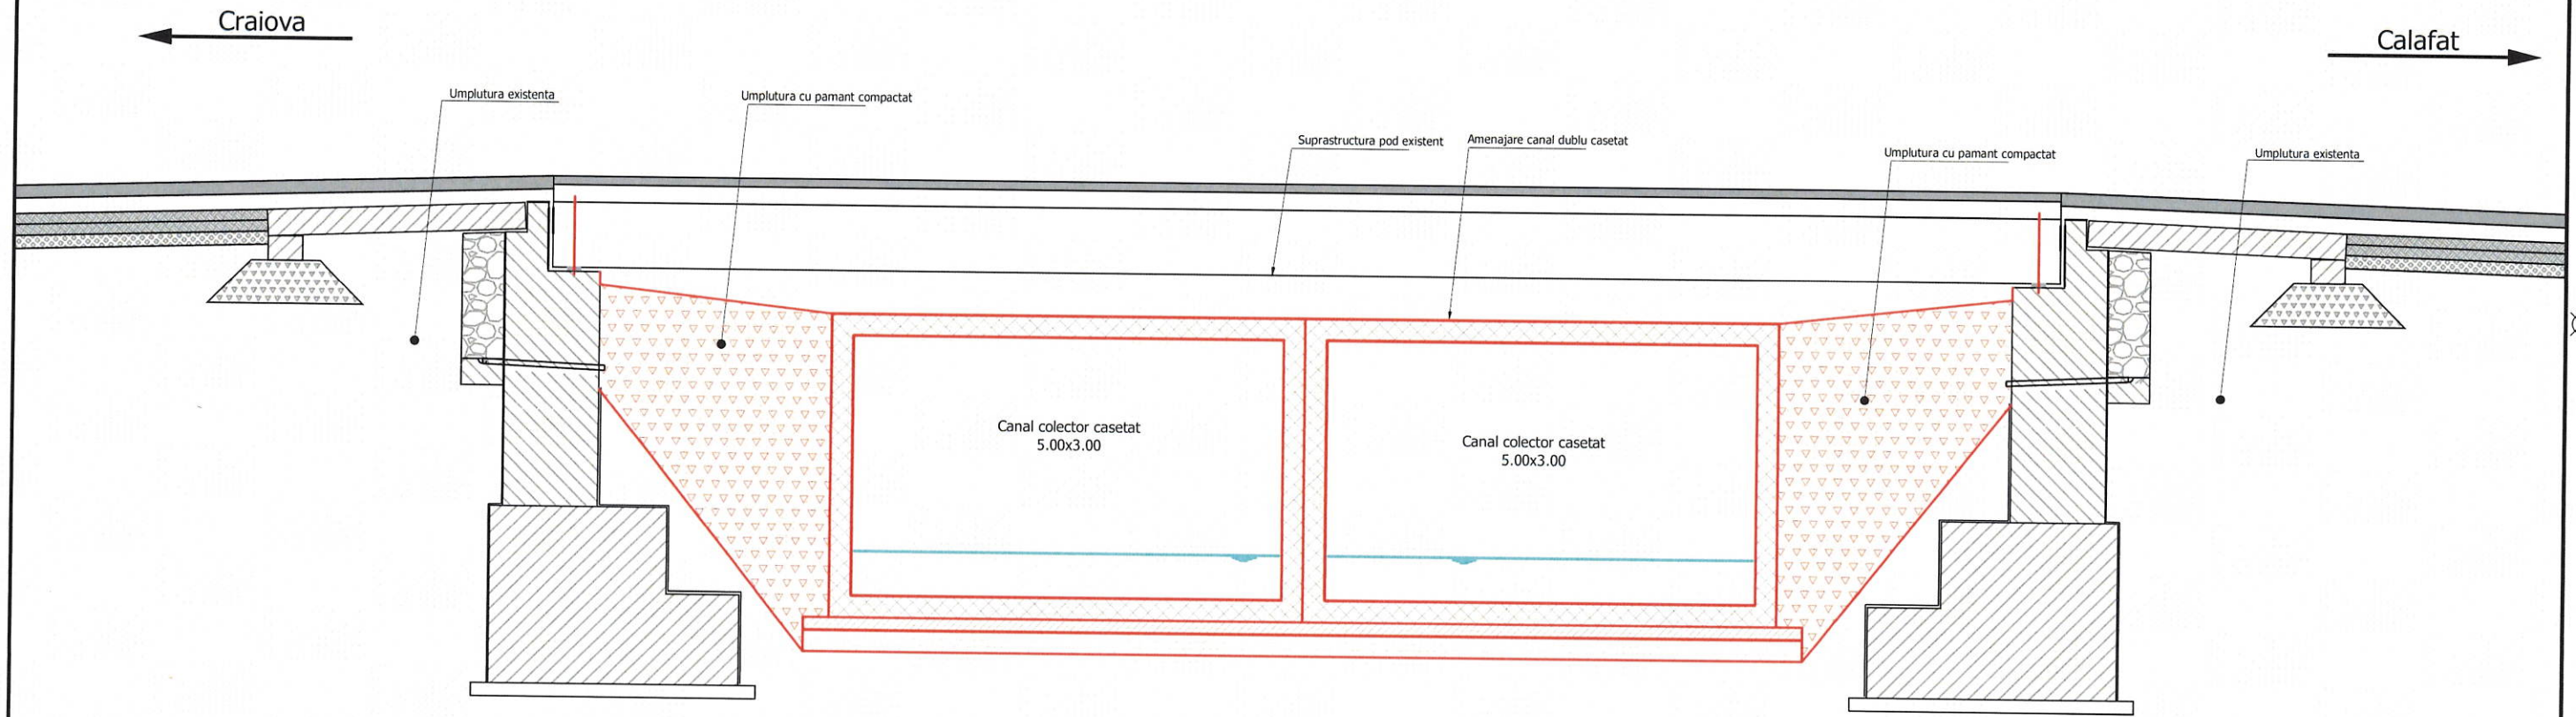 Craiova
Calafat
Umplutura existenta
Umplutura cu pamant compactat
Suprastructura pod existent
Amenajare canal dublu casetat
Umplutura cu pamant compactat
Umplutura existenta
Canal colector casetat
5.00x3.00
Canal colector casetat
5.00x3.00